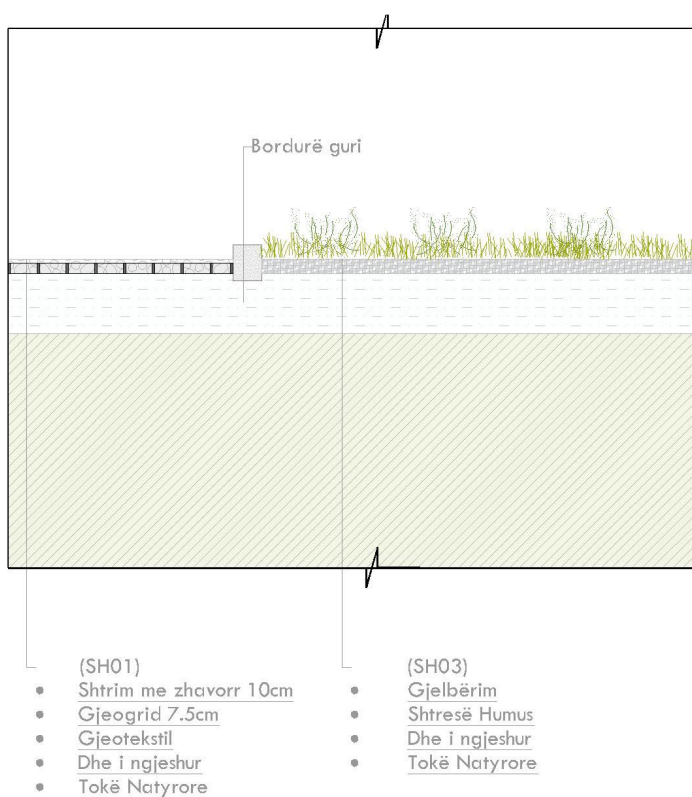 Bordurë guri
(SH01)
• Shtrim me zhavorr 10cm
• Gjeogrid 7.5cm
• Gjeotekstil
• Dhe i ngjeshur
• Tokë Natyrore
(SH03)
• Gjelbërim
• Shtresë Humus
• Dhe i ngjeshur
• Tokë Natyrore